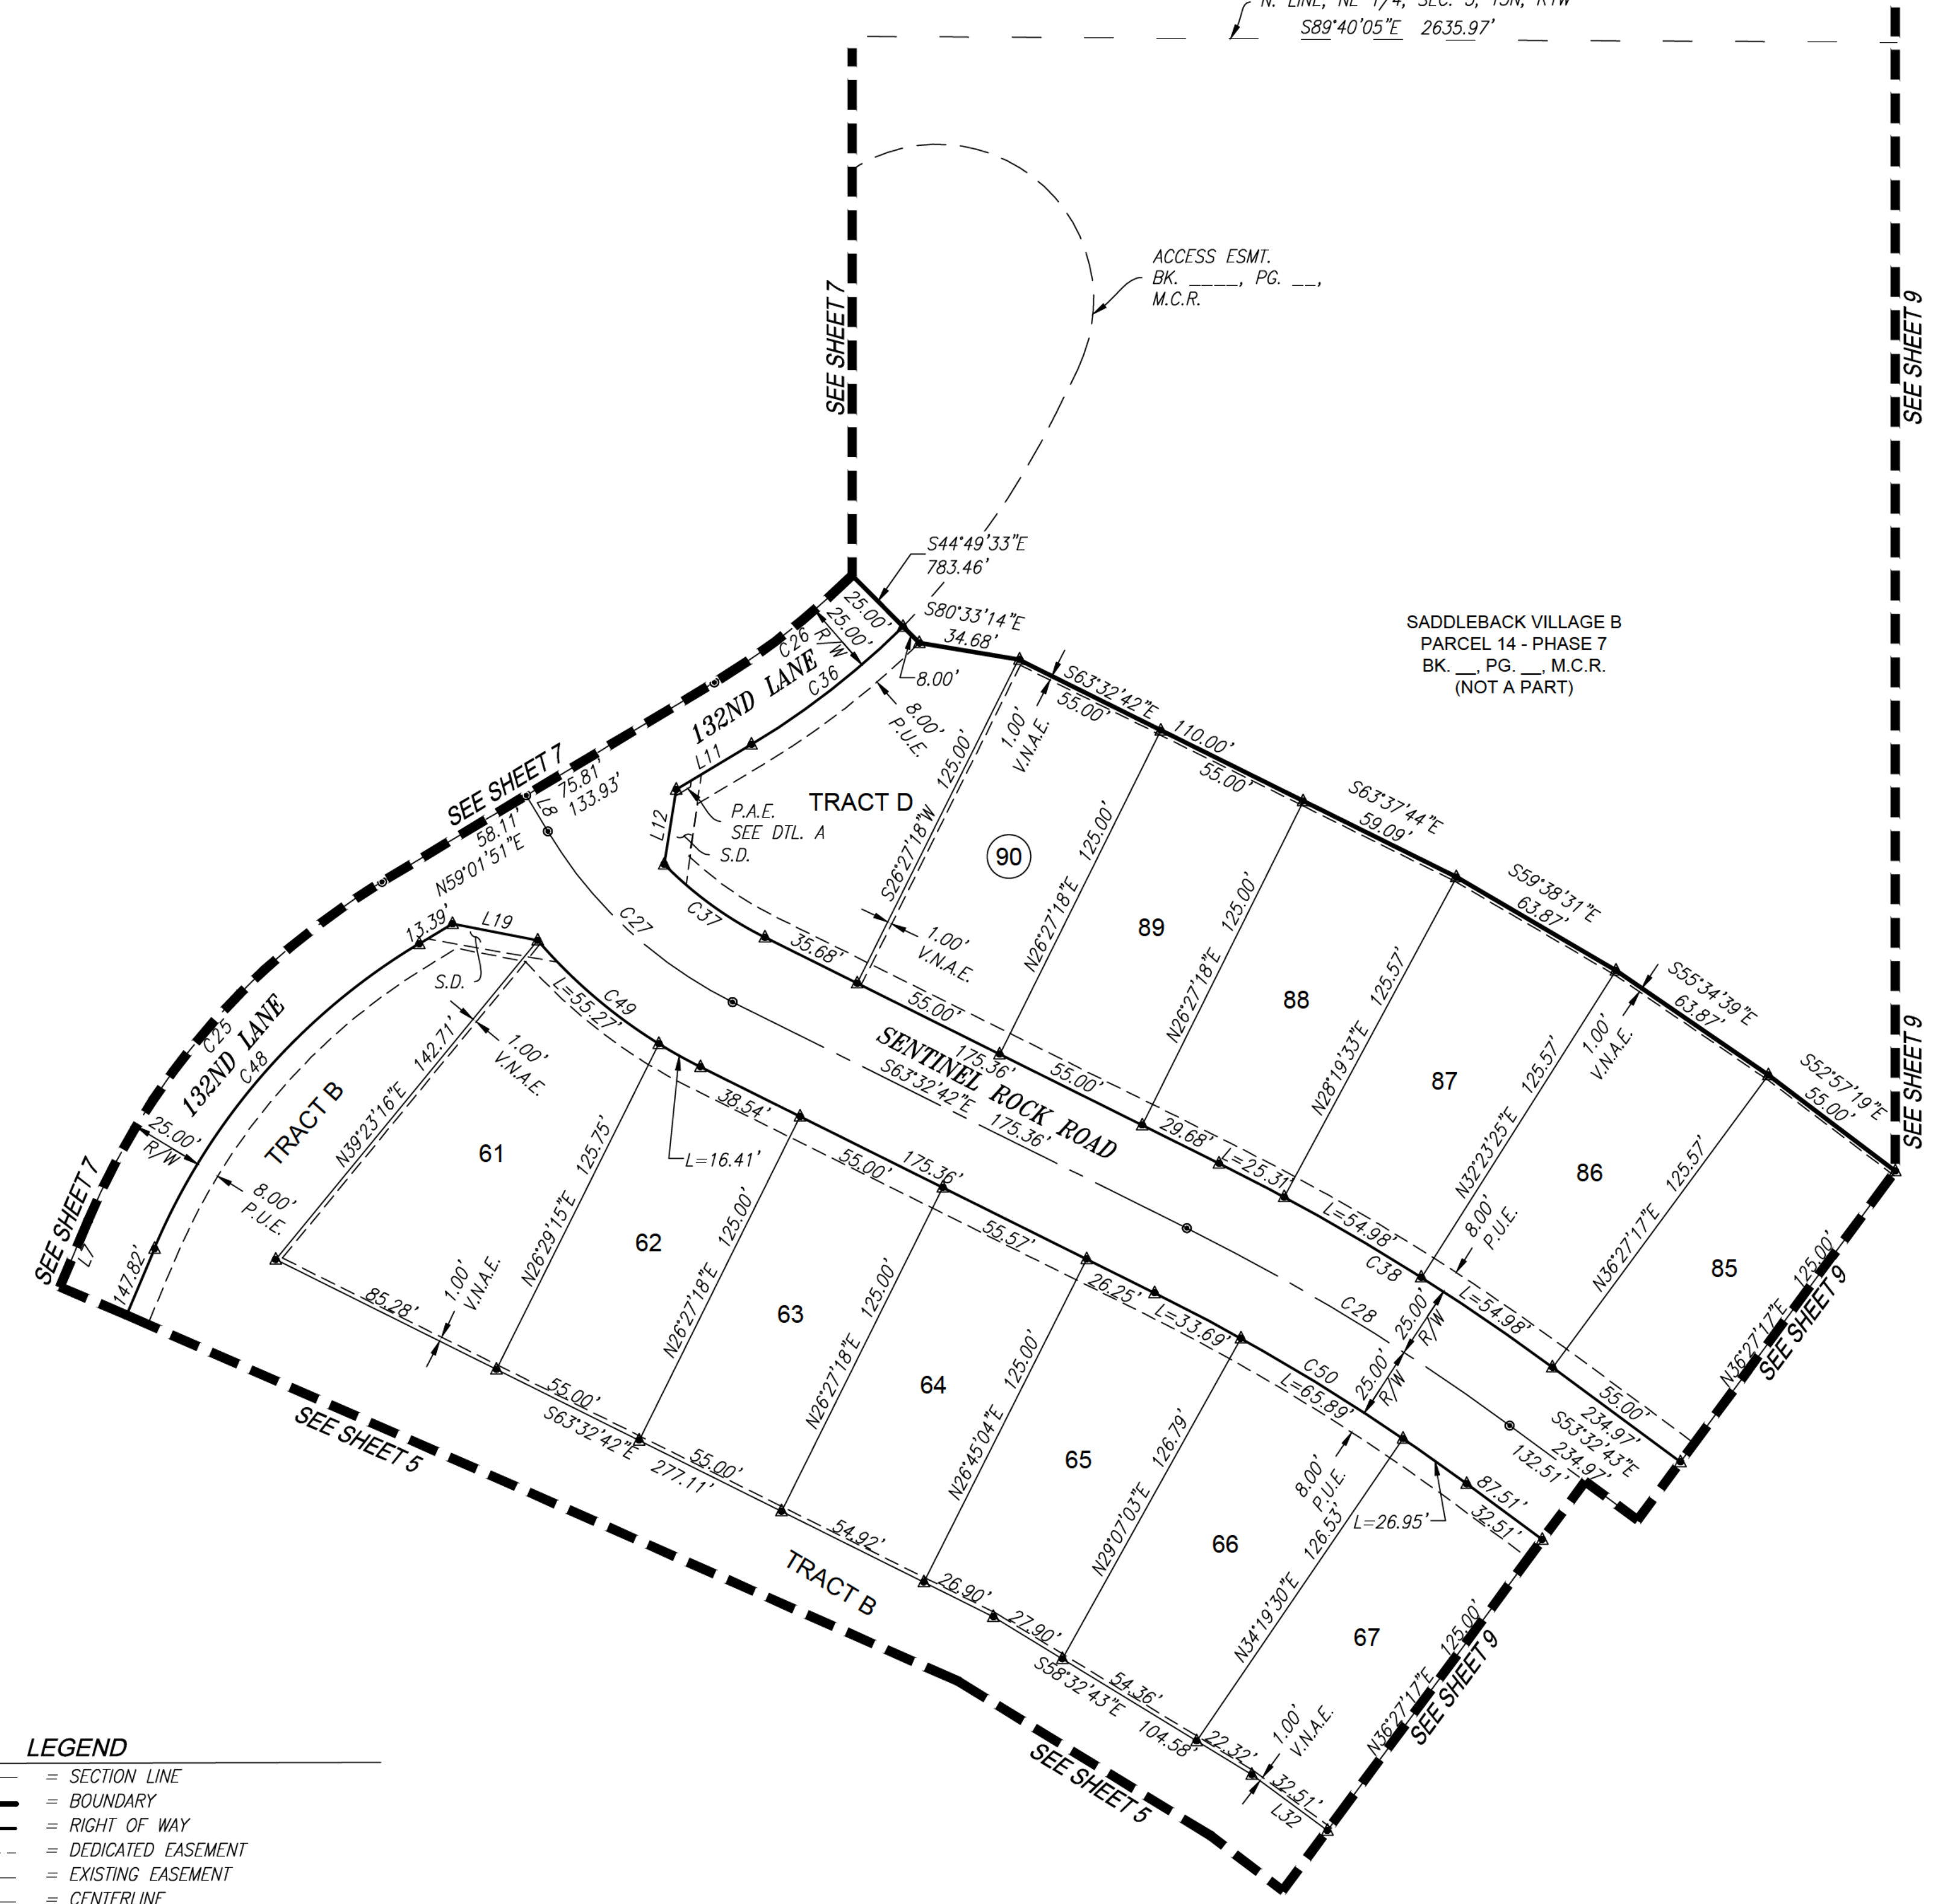 N. LINE, NE 1/4, SEC. 3, T5N, R1W
S89°40'05"E 2635.97'
SEE SHEET 7
SEE SHEET 9
ACCESS ESMT.
BK. ____, PG. __,
M.C.R.
S44°49'33"E
783.46'
S80°33'14"E
34.68'
25.00'
25.00'
R/W
C26
132ND LANE
C36
8.00'
8.00'
P.U.E.
SADDLEBACK VILLAGE B
PARCEL 14 - PHASE 7
BK. __, PG. __, M.C.R.
(NOT A PART)
S63°32'42"E
110.00'
55.00'
55.00'
1.00'
V.N.A.E.
S63°37'44"E
59.09'
S59°38'31"E
63.87'
S55°34'39"E
63.87'
S52°57'19"E
55.00'
SEE SHEET 9
SEE SHEET 7
75.81'
133.93'
58.11'
N59°01'51"E
L8
L11
L12
P.A.E.
SEE DTL. A
S.D.
TRACT D
S26°27'18"W 125.00'
90
N26°27'18"E 125.00'
89
N26°27'18"E 125.00'
88
N28°19'33"E 125.57'
87
N32°23'25"E 125.57'
1.00'
V.N.A.E.
86
N36°27'17"E 125.57'
85
N36°27'17"E 125.00'
SEE SHEET 9
1.00'
V.N.A.E.
C27
C37
35.68'
55.00'
175.36'
55.00'
29.68'
L=25.31'
L=54.98'
C38
L=54.98'
8.00'
P.U.E.
55.00'
234.97'
SENTINEL ROCK ROAD
S63°32'42"E 175.36'
C28
25.00'
R/W
25.00'
R/W
S53°32'43"E
234.97'
132.51'
13.39'
L19
S.D.
C25
132ND LANE
C48
25.00'
R/W
SEE SHEET 7
L7
147.82'
TRACT B
8.00'
P.U.E.
N39°23'16"E 142.71'
1.00'
V.N.A.E.
L=55.27'
C49
L=16.41'
38.54'
55.00'
175.36'
55.57'
26.25'
L=33.69'
C50
L=65.89'
8.00'
P.U.E.
L=26.95'
87.51'
32.51'
61
N26°29'15"E 125.75'
62
N26°27'18"E 125.00'
63
N26°27'18"E 125.00'
64
N26°45'04"E 125.00'
65
N29°07'03"E 126.79'
66
N34°19'30"E 126.53'
67
N36°27'17"E 125.00'
SEE SHEET 9
85.28'
1.00'
V.N.A.E.
55.00'
S63°32'42"E 277.11'
55.00'
54.92'
26.90'
27.90'
S58°32'43"E 104.58'
54.36'
22.32'
1.00'
V.N.A.E.
32.51'
L32
SEE SHEET 5
TRACT B
SEE SHEET 5
LEGEND
= SECTION LINE
= BOUNDARY
= RIGHT OF WAY
= DEDICATED EASEMENT
= EXISTING EASEMENT
= CENTERLINE